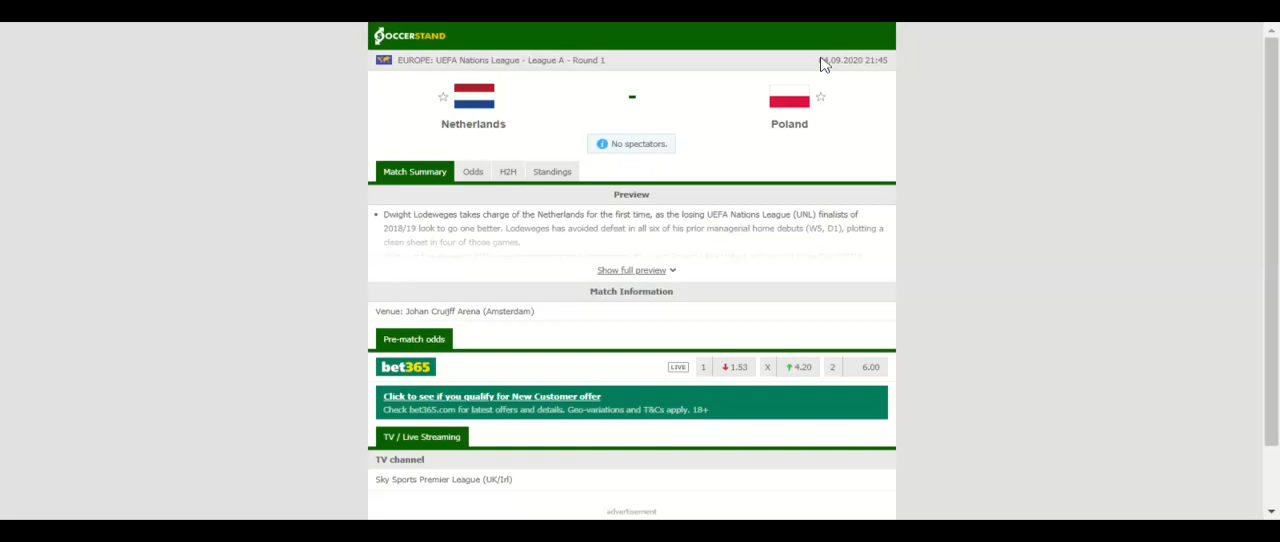 SOCCERSTAND
EUROPE: UEFA Nations League - League A - Round 1
4.09.2020 21:45
Netherlands
-
Poland
No spectators.
Match Summary
Odds
H2H
Standings
Preview
• Dwight Lodeweges takes charge of the Netherlands for the first time, as the losing UEFA Nations League (UNL) finalists of
2018/19 look to go one better. Lodeweges has avoided defeat in all six of his prior managerial home debuts (W5, D1), plotting a
clean sheet in four of those games.
Show full preview
Match Information
Venue: Johan Cruijff Arena (Amsterdam)
Pre-match odds
bet365
LIVE
1
1.53
X
4.20
2
6.00
Click to see if you qualify for New Customer offer
Check bet365.com for latest offers and details. Geo-variations and T&Cs apply. 18+
TV / Live Streaming
TV channel
Sky Sports Premier League (UK/Irl)
advertisement